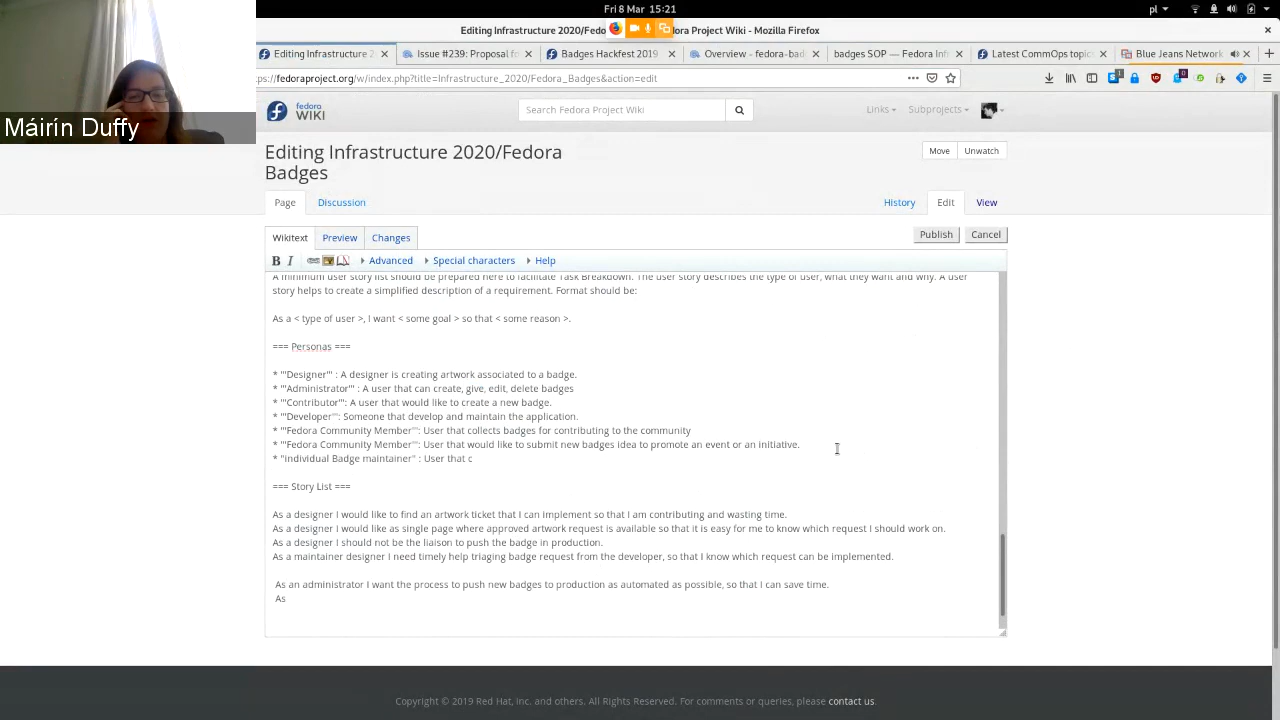 Fri 8 Mar 15:21
pl
Editing Infrastructure 2020/Fedo
ora Project Wiki - Mozilla Firefox
Editing Infrastructure 2
Issue #239: Proposal f
Badges Hackfest 2019
Overview - fedora-bad
badges SOP - Fedora
Latest CommOps topic
Blue Jeans Network
ps://fedoraproject.org/w/index.php?title=Infrastructure_2020/Fedora_Badges&action=edit
fedora
WIKI
Search Fedora Project Wiki
Links
Subprojects
Máirín Duffy
Editing Infrastructure 2020/Fedora
Badges
Move
Unwatch
Page
Discussion
History
Edit
View
Wikitext
Preview
Changes
Publish
Cancel
B I
Advanced
Special characters
Help
A minimum user story list should be prepared here to facilitate Task Breakdown. The user story describes the type of user, what they want and why. A user
story helps to create a simplified description of a requirement. Format should be:
As a < type of user >, I want < some goal > so that < some reason >.
=== Personas ===
* '''Designer''' : A designer is creating artwork associated to a badge.
* '''Administrator''' : A user that can create, give, edit, delete badges
* '''Contributor''': A user that would like to create a new badge.
* '''Developer''': Someone that develop and maintain the application.
* '''Fedora Community Member''': User that collects badges for contributing to the community
* '''Fedora Community Member''': User that would like to submit new badges idea to promote an event or an initiative.
* ''individual Badge maintainer'' : User that c
=== Story List ===
As a designer I would like to find an artwork ticket that I can implement so that I am contributing and wasting time.
As a designer I would like as single page where approved artwork request is available so that it is easy for me to know which request I should work on.
As a designer I should not be the liaison to push the badge in production.
As a maintainer designer I need timely help triaging badge request from the developer, so that I know which request can be implemented.
As an administrator I want the process to push new badges to production as automated as possible, so that I can save time.
As
Copyright © 2019 Red Hat, Inc. and others. All Rights Reserved. For comments or queries, please contact us.